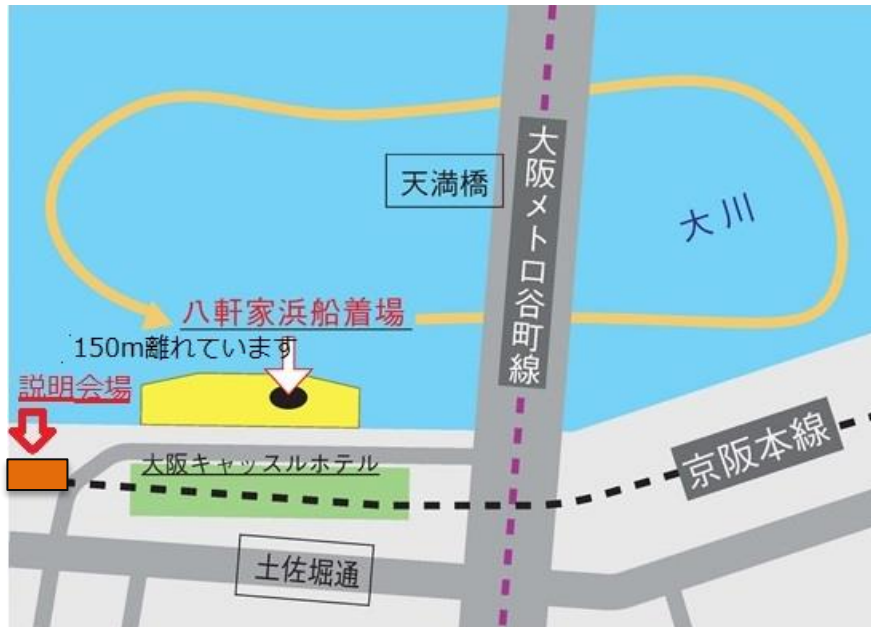 天満橋
大阪メトロ谷町線
大川
八軒家浜船着場
150m離れています
説明会場
大阪キャッスルホテル
京阪本線
土佐堀通